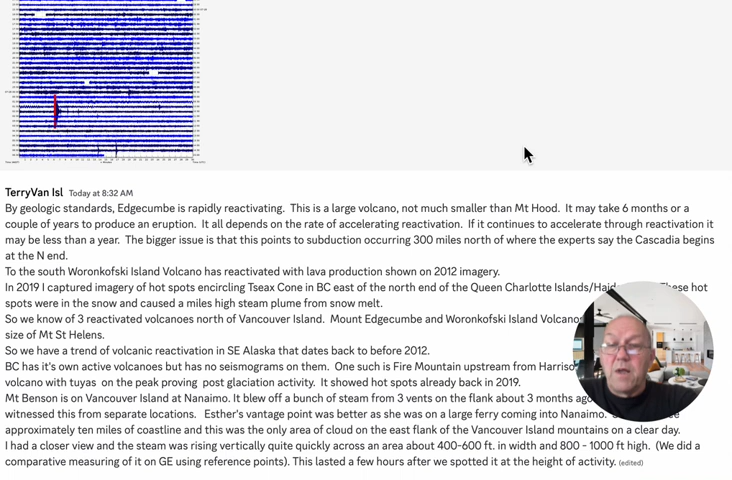 TerryVan Isl Today at 8:32 AM
By geologic standards, Edgecumbe is rapidly reactivating. This is a large volcano, not much smaller than Mt Hood. It may take 6 months or a
couple of years to produce an eruption. It all depends on the rate of accelerating reactivation. If it continues to accelerate through reactivation it
may be less than a year. The bigger issue is that this points to subduction occurring 300 miles north of where the experts say the Cascadia begins
at the N end.
To the south Woronkofski Island Volcano has reactivated with lava production shown on 2012 imagery.
In 2019 I captured imagery of hot spots encircling Tseax Cone in BC east of the north end of the Queen Charlotte Islands/ These hot
spots were in the snow and caused a miles high steam plume from snow melt.
So we know of 3 reactivated volcanoes north of Vancouver Island. Mount Edgecumbe and Woronkofski Island
size of Mt St Helens.
So we have a trend of volcanic reactivation in SE Alaska that dates back to before 2012.
BC has it's own active volcanoes but has no seismograms on them. One such is Fire Mountain upstream from
volcano with tuyas on the peak proving post glaciation activity. It showed hot spots already back in 2019.
Mt Benson is on Vancouver Island at Nanaimo. It blew off a bunch of steam from 3 vents on the flank about 3 months
witnessed this from separate locations. Esther's vantage point was better as she was on a large ferry coming into Nanaimo.
approximately ten miles of coastline and this was the only area of cloud on the east flank of the Vancouver Island mountains on a clear day.
I had a closer view and the steam was rising vertically quite quickly across an area about 400-600 ft. in width and 800 - 1000 ft high. (We did a
comparative measuring of it on GE using reference points). This lasted a few hours after we spotted it at the height of activity. (edited)